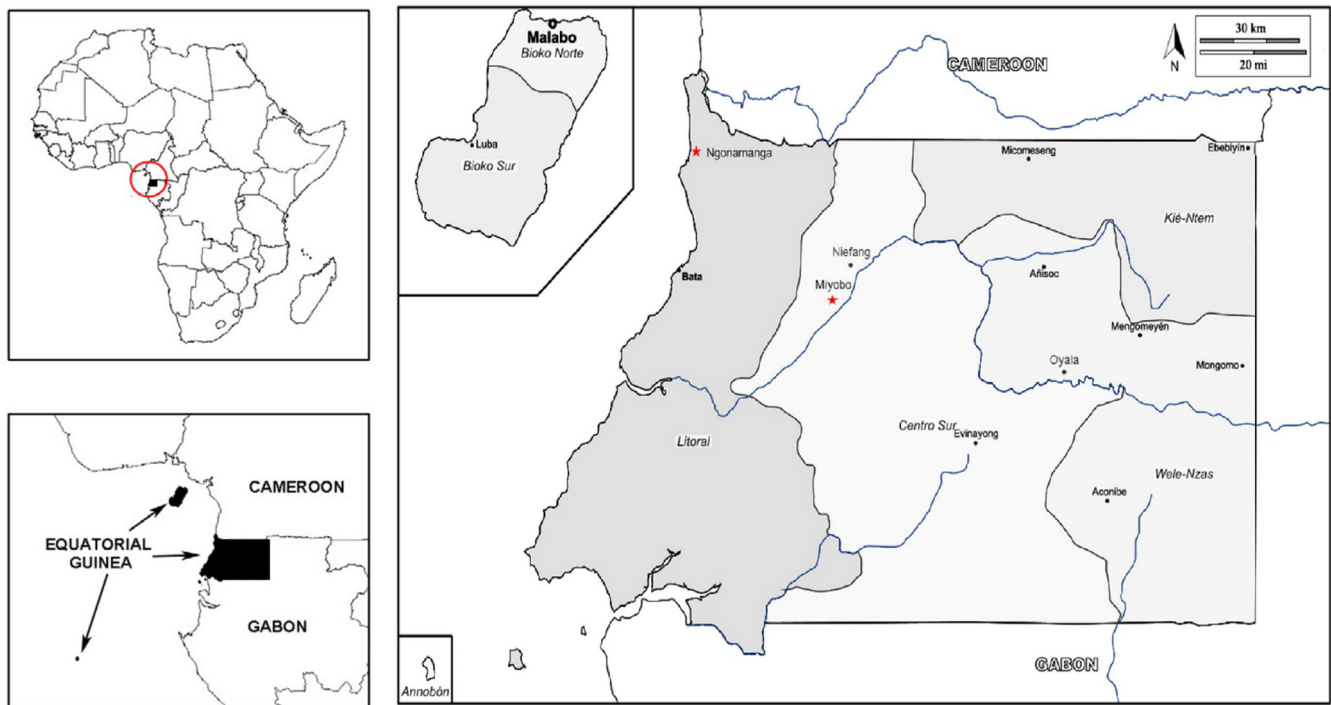 Malabo
Bioko Norte
Luba
Bioko Sur
30 km
20 mi
N
CAMEROON
Ngonamanga
Micomeseng
Ebebiyin
Kié-Ntem
Niefang
Bata
Miyobo
Añisoc
Mengomeyén
Oyala
Mongomo
Litoral
Centro Sur
Evinayong
Aconibe
Wele-Nzas
GABON
Annobón
CAMEROON
EQUATORIAL
GUINEA
GABON